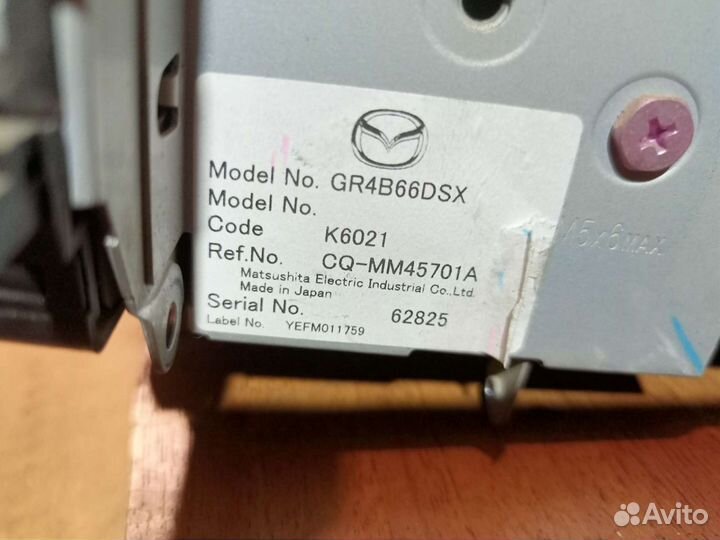 Model No. GR4B66DSX
Model No.
Code K6021
Ref.No. CQ-MM45701A
Matsushita Electric Industrial Co.,Ltd.
Made in Japan
Serial No. 62825
Label No. YEFM011759
M5x6MAX
Avito